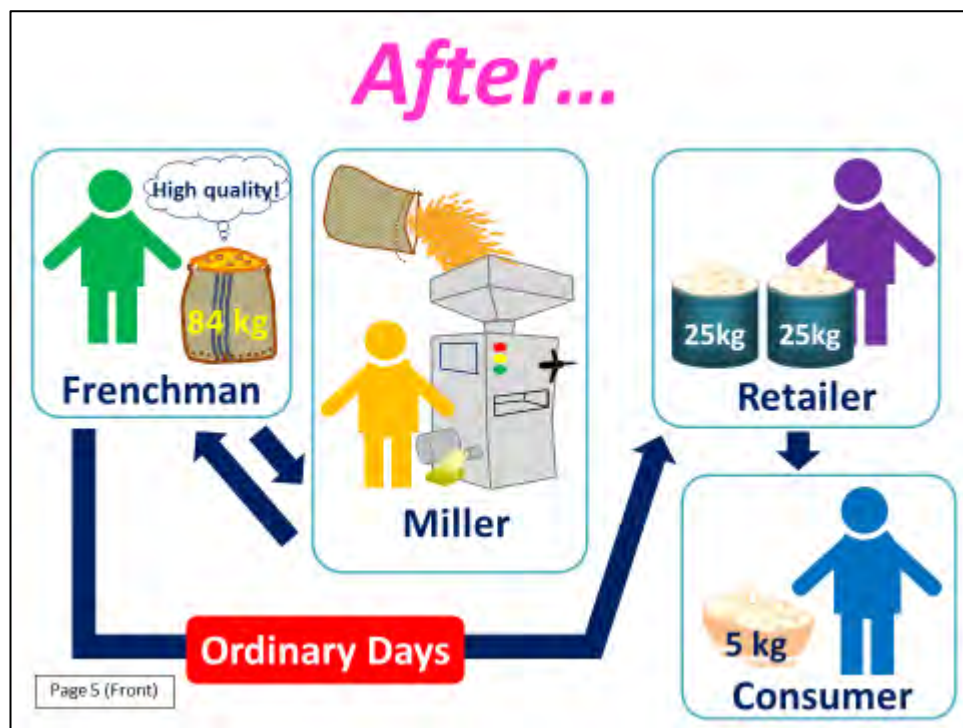 After...
High quality!
84 kg
Frenchman
Miller
25kg
25kg
Retailer
5 kg
Consumer
Ordinary Days
Page 5 (Front)